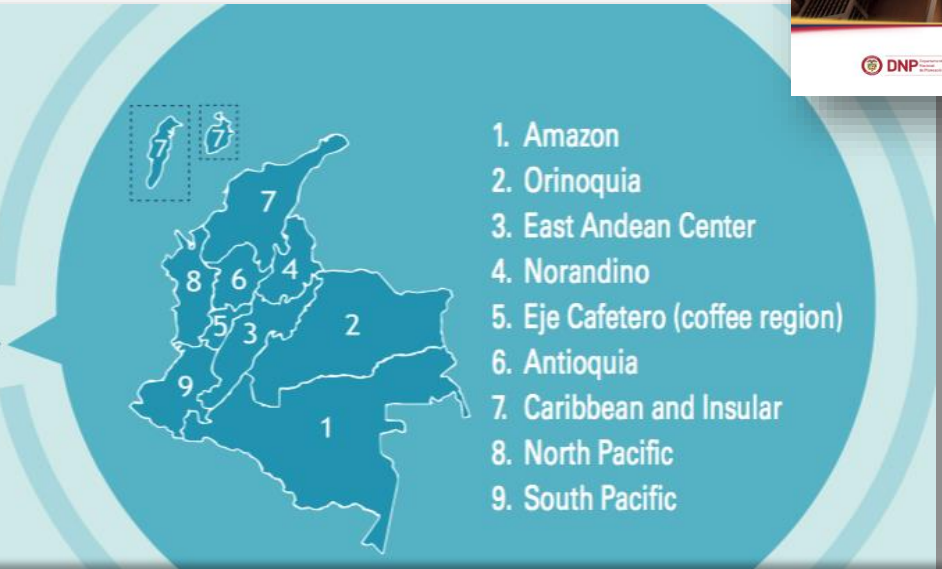 DNP
7
7
1. Amazon
2. Orinoquia
3. East Andean Center
4. Norandino
5. Eje Cafetero (coffee region)
6. Antioquia
7. Caribbean and Insular
8. North Pacific
9. South Pacific
7
8
6
4
5
3
2
9
1